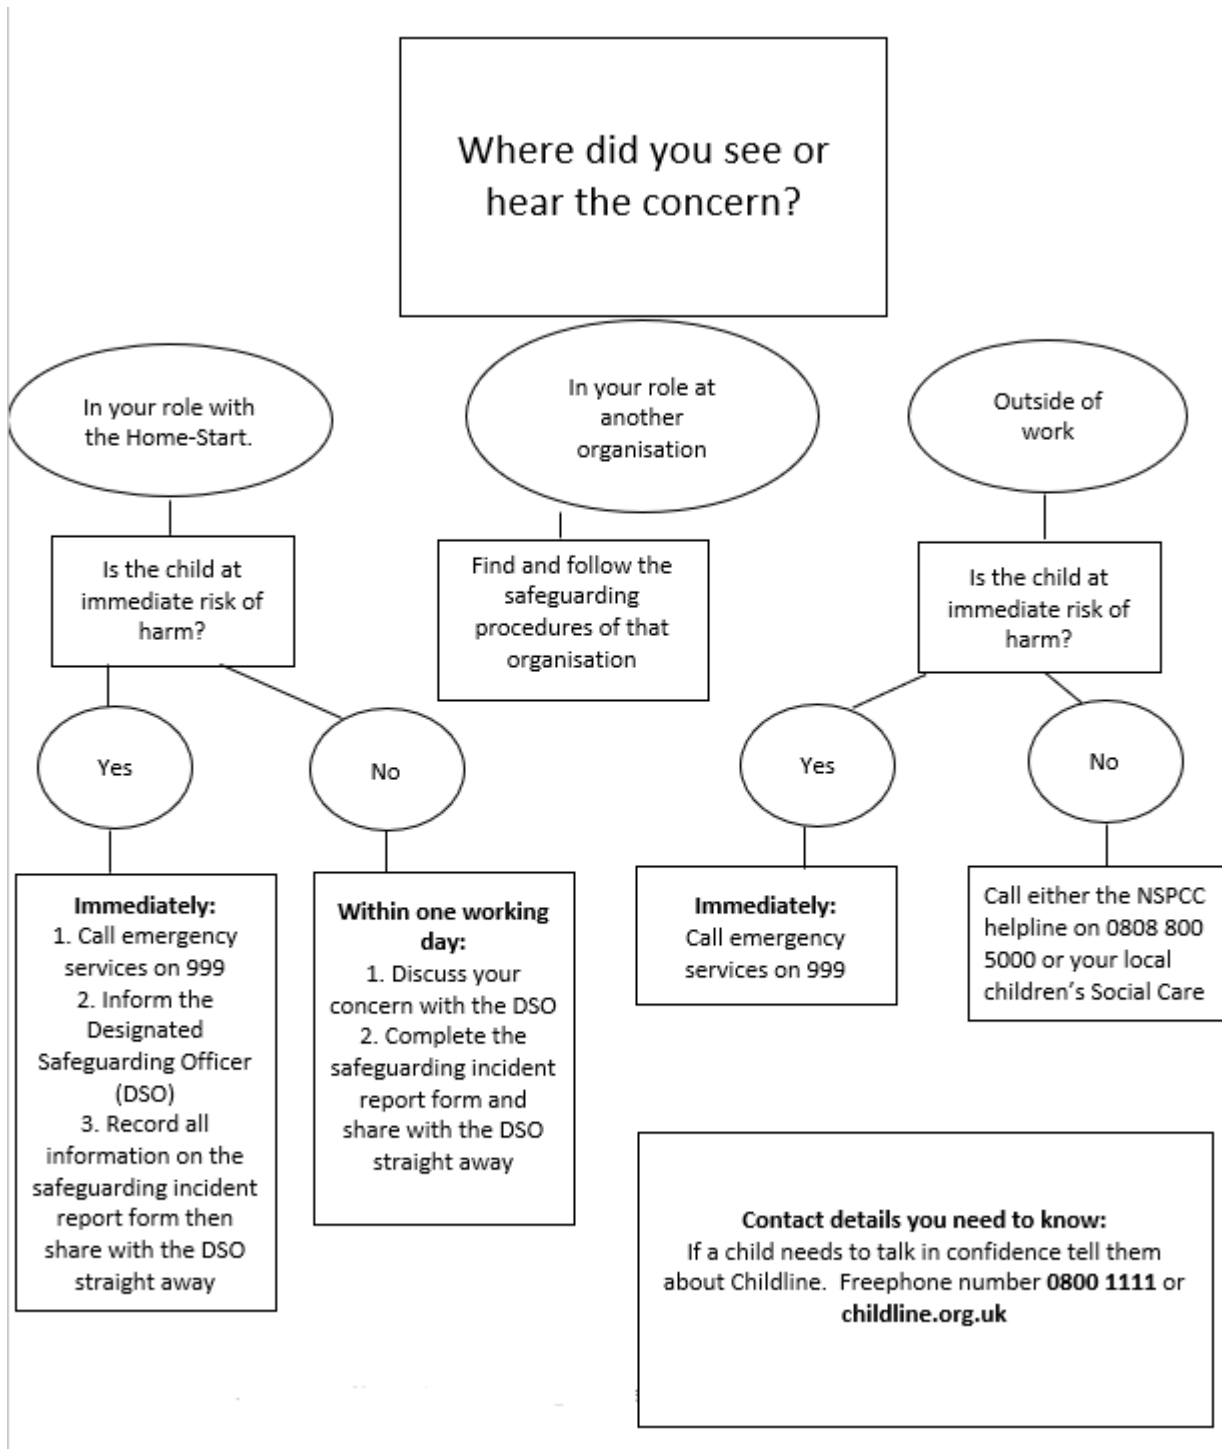 Where did you see or
hear the concern?
In your role with
the Home-Start.
In your role at
another
organisation
Outside of
work
Is the child at
immediate risk of
harm?
Find and follow the
safeguarding
procedures of that
organisation
Is the child at
immediate risk of
harm?
Yes
No
Yes
No
Immediately:
1. Call emergency
services on 999
2. Inform the
Designated
Safeguarding Officer
(DSO)
3. Record all
information on the
safeguarding incident
report form then
share with the DSO
straight away
Within one working
day:
1. Discuss your
concern with the DSO
2. Complete the
safeguarding incident
report form and
share with the DSO
straight away
Immediately:
Call emergency
services on 999
Call either the NSPCC
helpline on 0808 800
5000 or your local
children’s Social Care
Contact details you need to know:
If a child needs to talk in confidence tell them
about Childline.  Freephone number 0800 1111 or
childline.org.uk